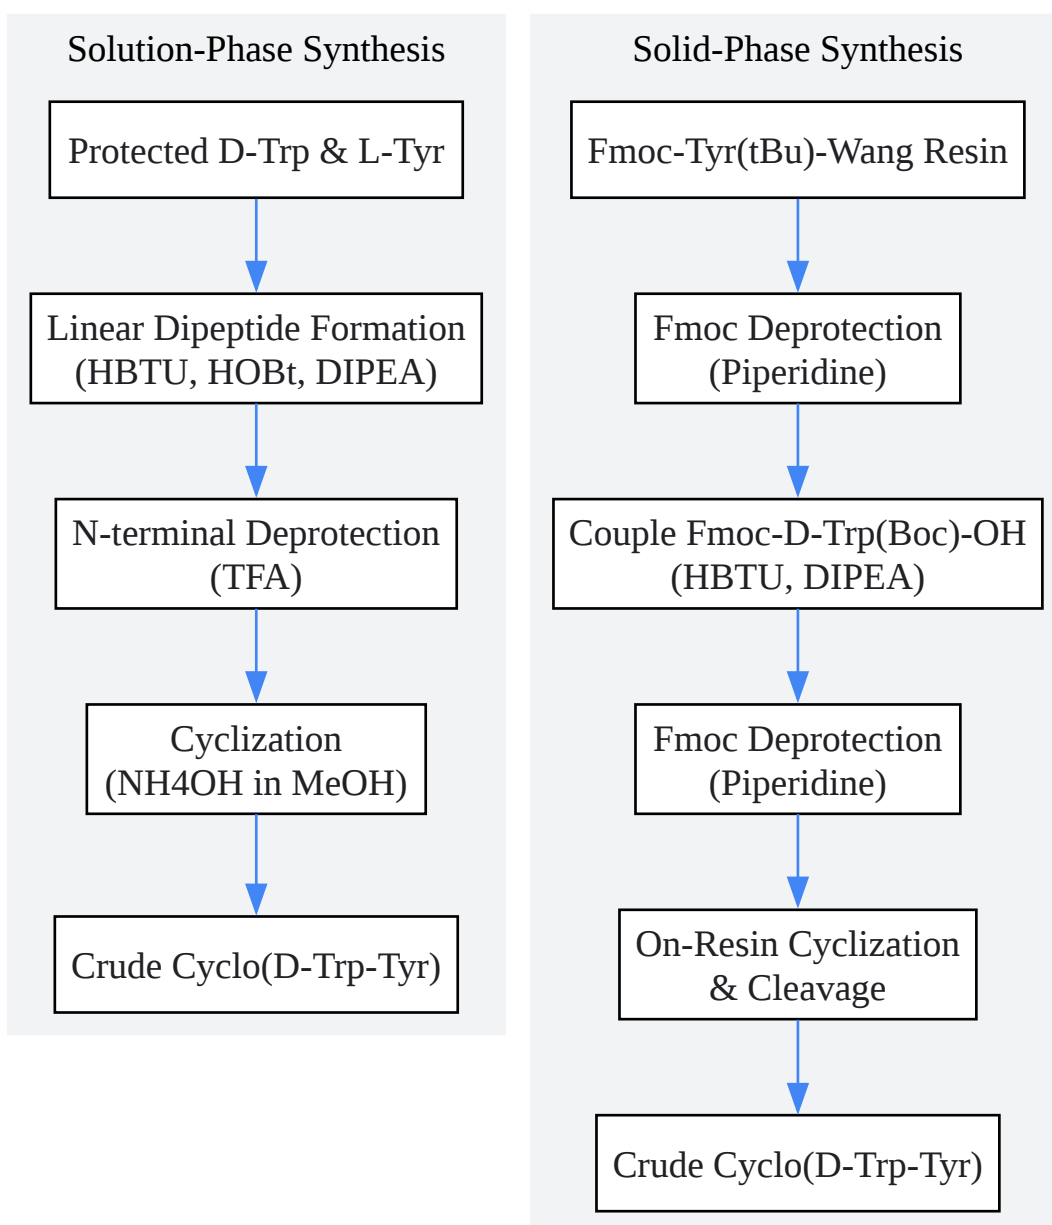 Solution-Phase Synthesis
Protected D-Trp & L-Tyr
Linear Dipeptide Formation
(HBTU, HOBt, DIPEA)
N-terminal Deprotection
(TFA)
Cyclization
(NH4OH in MeOH)
Crude Cyclo(D-Trp-Tyr)
Solid-Phase Synthesis
Fmoc-Tyr(tBu)-Wang Resin
Fmoc Deprotection
(Piperidine)
Couple Fmoc-D-Trp(Boc)-OH
(HBTU, DIPEA)
Fmoc Deprotection
(Piperidine)
On-Resin Cyclization
& Cleavage
Crude Cyclo(D-Trp-Tyr)